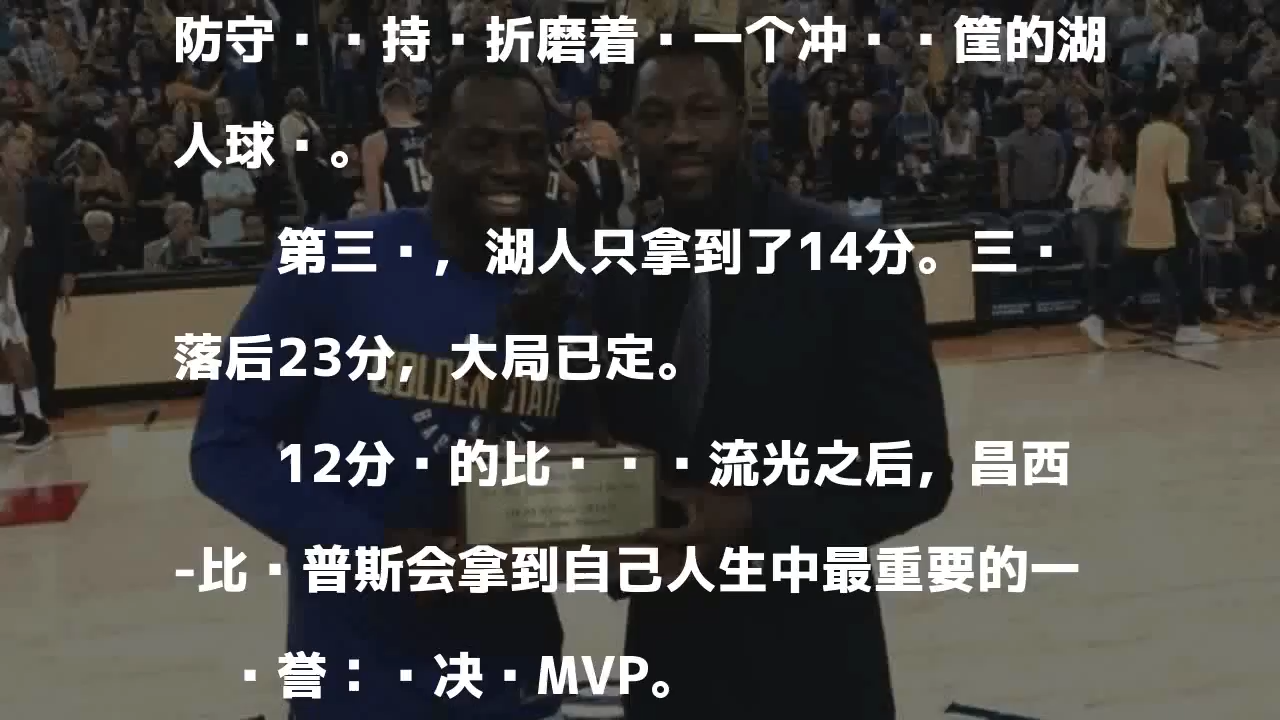 防守··持·折磨着·一个冲··筐的湖
人球·。
第三·，湖人只拿到了14分。三·
落后23分，大局已定。
12分·的比···流光之后，昌西
-比·普斯会拿到自己人生中最重要的一
·誉：·决·MVP。
GOLDEN STATE
15